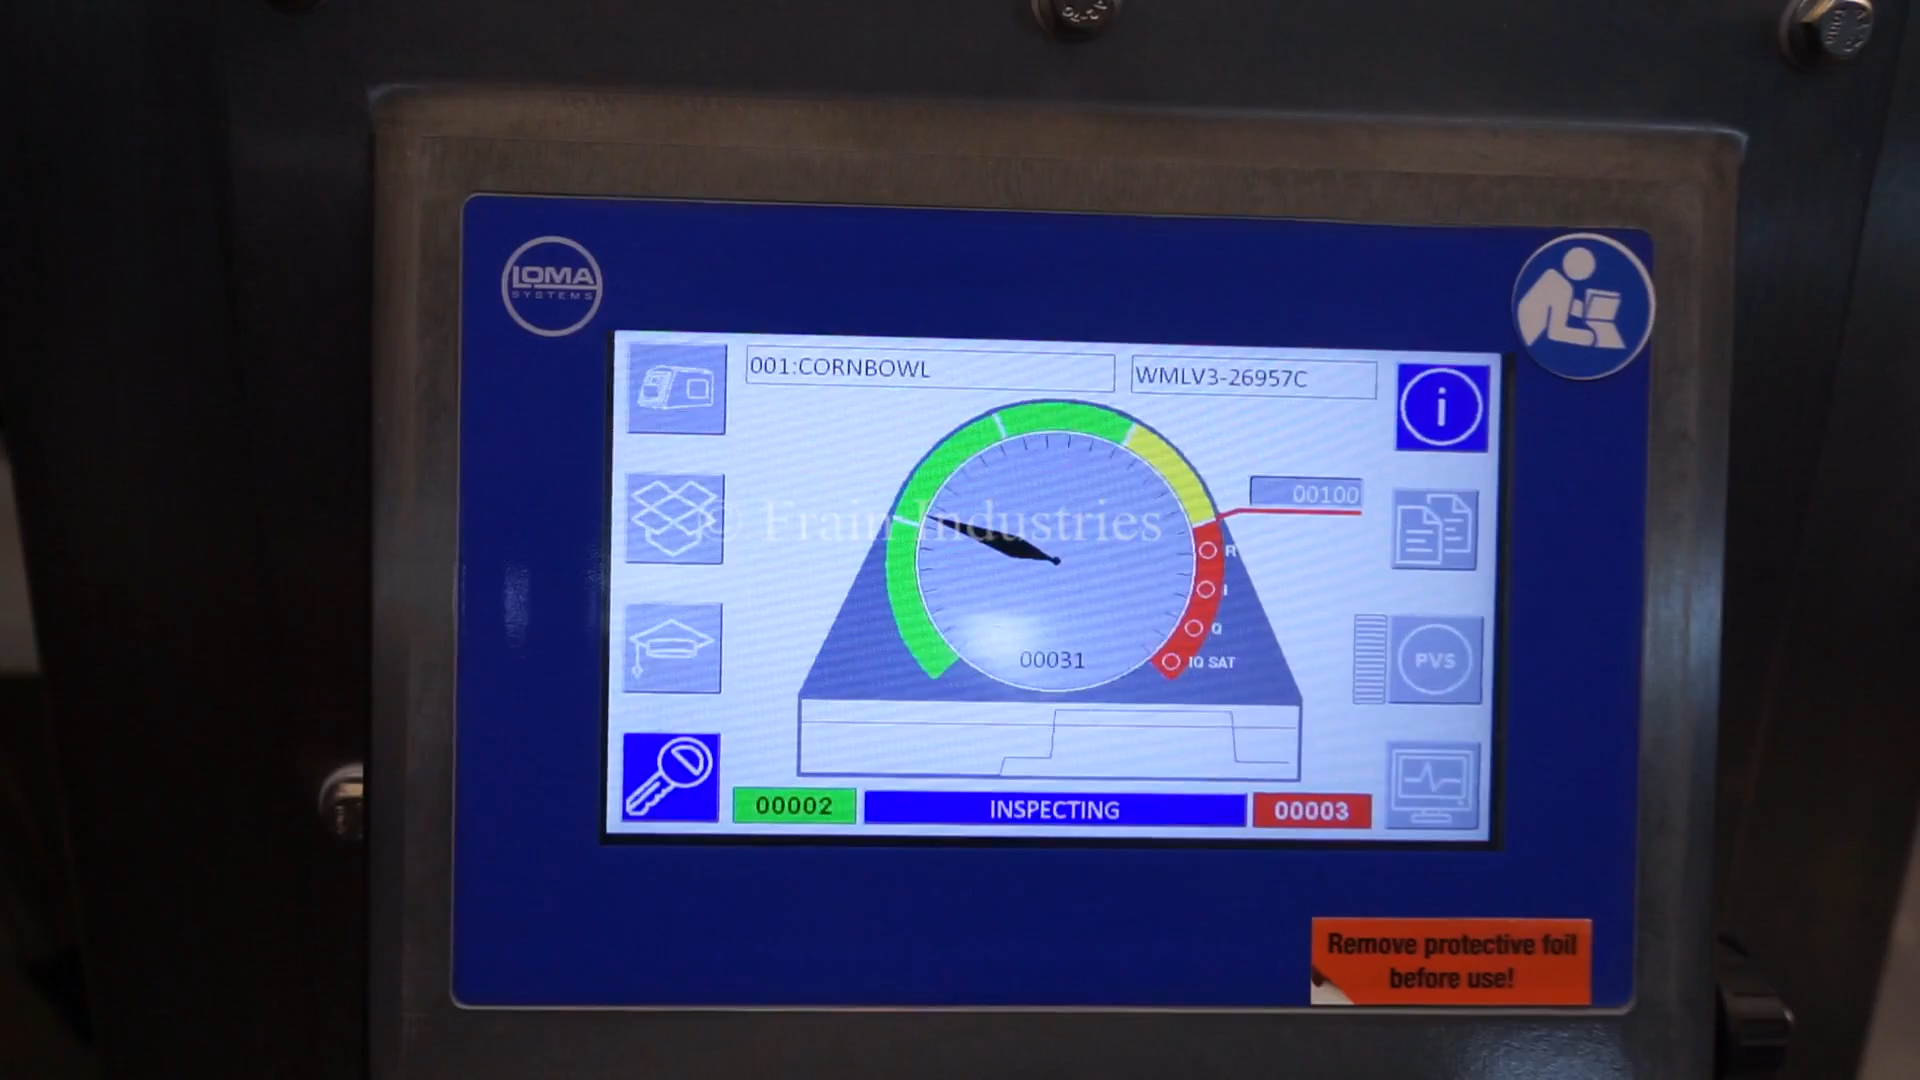 LOMA
SYSTEMS
001:CORNBOWL
WMLV3-26957C
i
00100
© Frain Industries
R
I
Q
IQ SAT
00031
PVS
00002
INSPECTING
00003
Remove protective foil
before use!